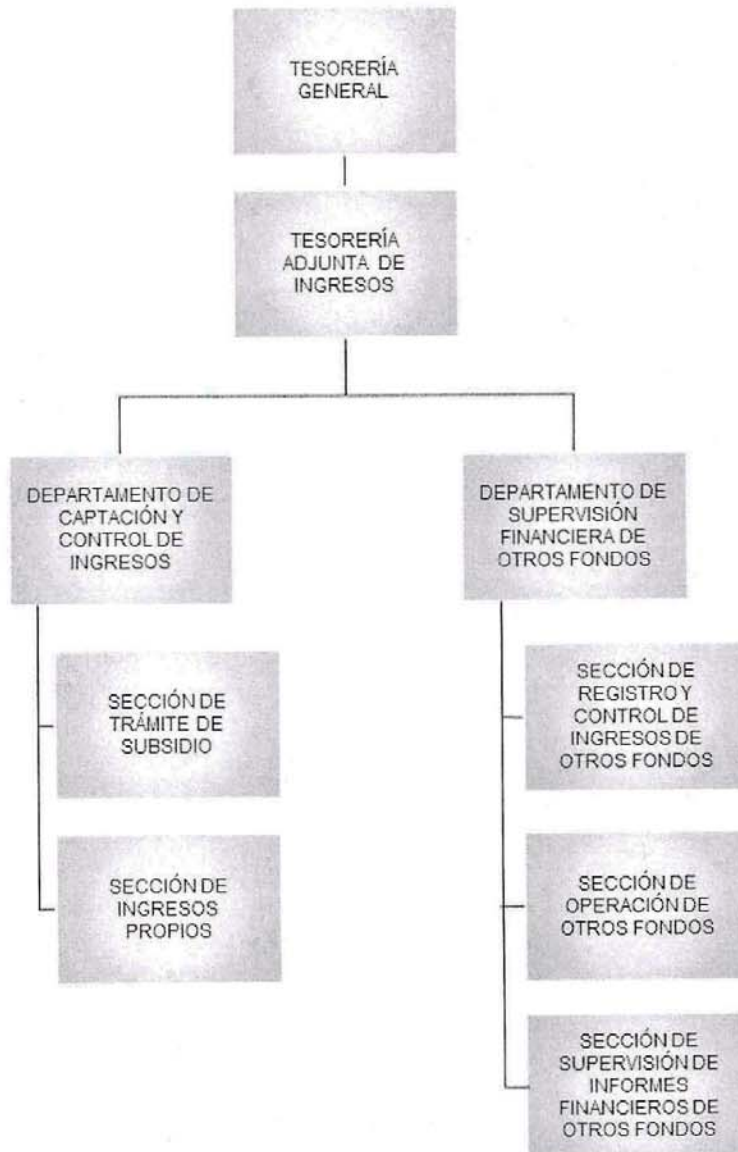 TESORERÍA
GENERAL
TESORERÍA
ADJUNTA DE
INGRESOS
DEPARTAMENTO DE
CAPTACIÓN Y
CONTROL DE
INGRESOS
SECCIÓN DE
TRÁMITE DE
SUBSIDIO
SECCIÓN DE
INGRESOS
PROPIOS
DEPARTAMENTO DE
SUPERVISIÓN
FINANCIERA DE
OTROS FONDOS
SECCIÓN DE
REGISTRO Y
CONTROL DE
INGRESOS DE
OTROS FONDOS
SECCIÓN DE
OPERACIÓN DE
OTROS FONDOS
SECCIÓN DE
SUPERVISIÓN DE
INFORMES
FINANCIEROS DE
OTROS FONDOS